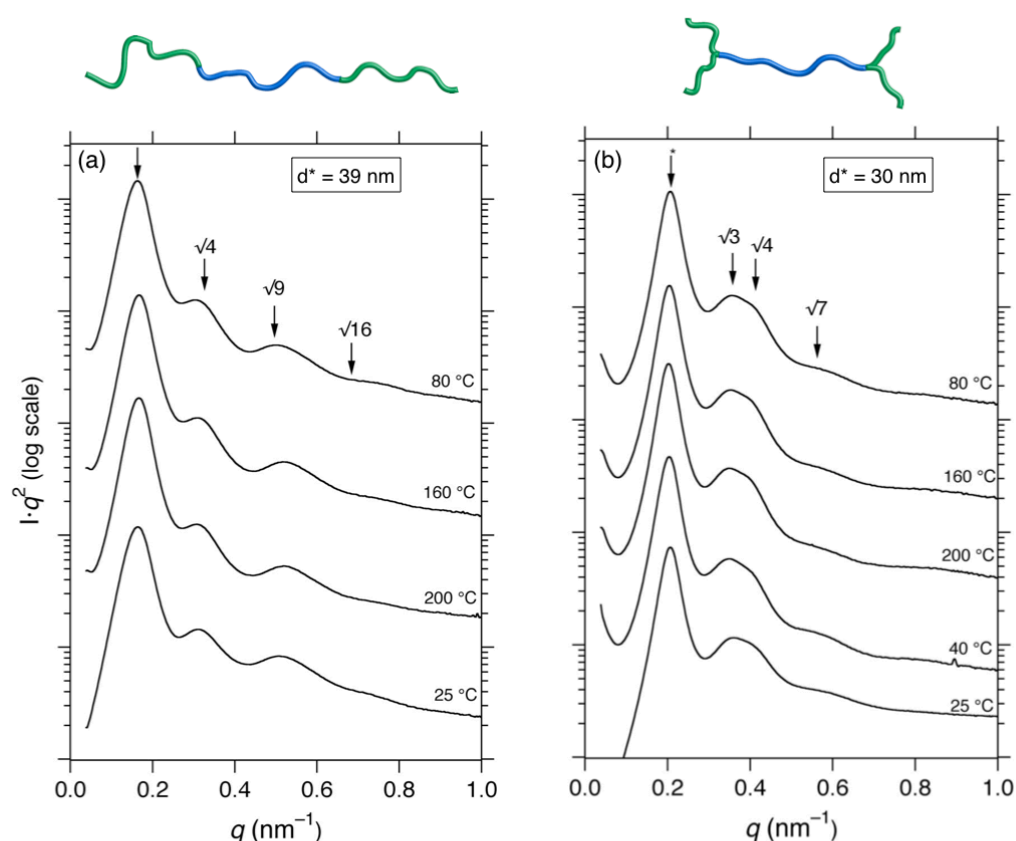 (a)
d* = 39 nm
√4
√9
√16
80 °C
160 °C
200 °C
25 °C
I·q² (log scale)
0.0 0.2 0.4 0.6 0.8 1.0
q (nm⁻¹)
(b)
d* = 30 nm
*
√3
√4
√7
80 °C
160 °C
200 °C
40 °C
25 °C
0.0 0.2 0.4 0.6 0.8 1.0
q (nm⁻¹)